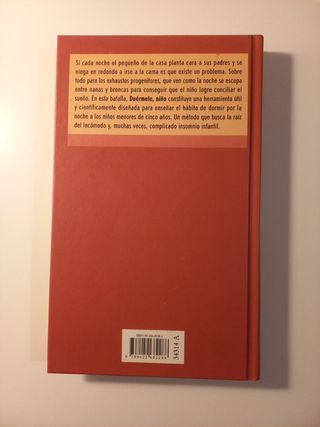 Si cada noche el pequeño de la casa planta cara a sus padres y se
niega en redondo a irse a la cama es que existe un problema. Sobre
todo para los exhaustos progenitores, que ven como la noche se escapa
entre nanas y broncas para conseguir que el niño logre conciliar el
sueño. En esta batalla, Duérmete, niño constituye una herramienta útil
y científicamente diseñada para enseñar el hábito de dormir por la
noche a los niños menores de cinco años. Un método que busca la raíz
del incómodo y, muchas veces, complicado insomnio infantil.
34314 A